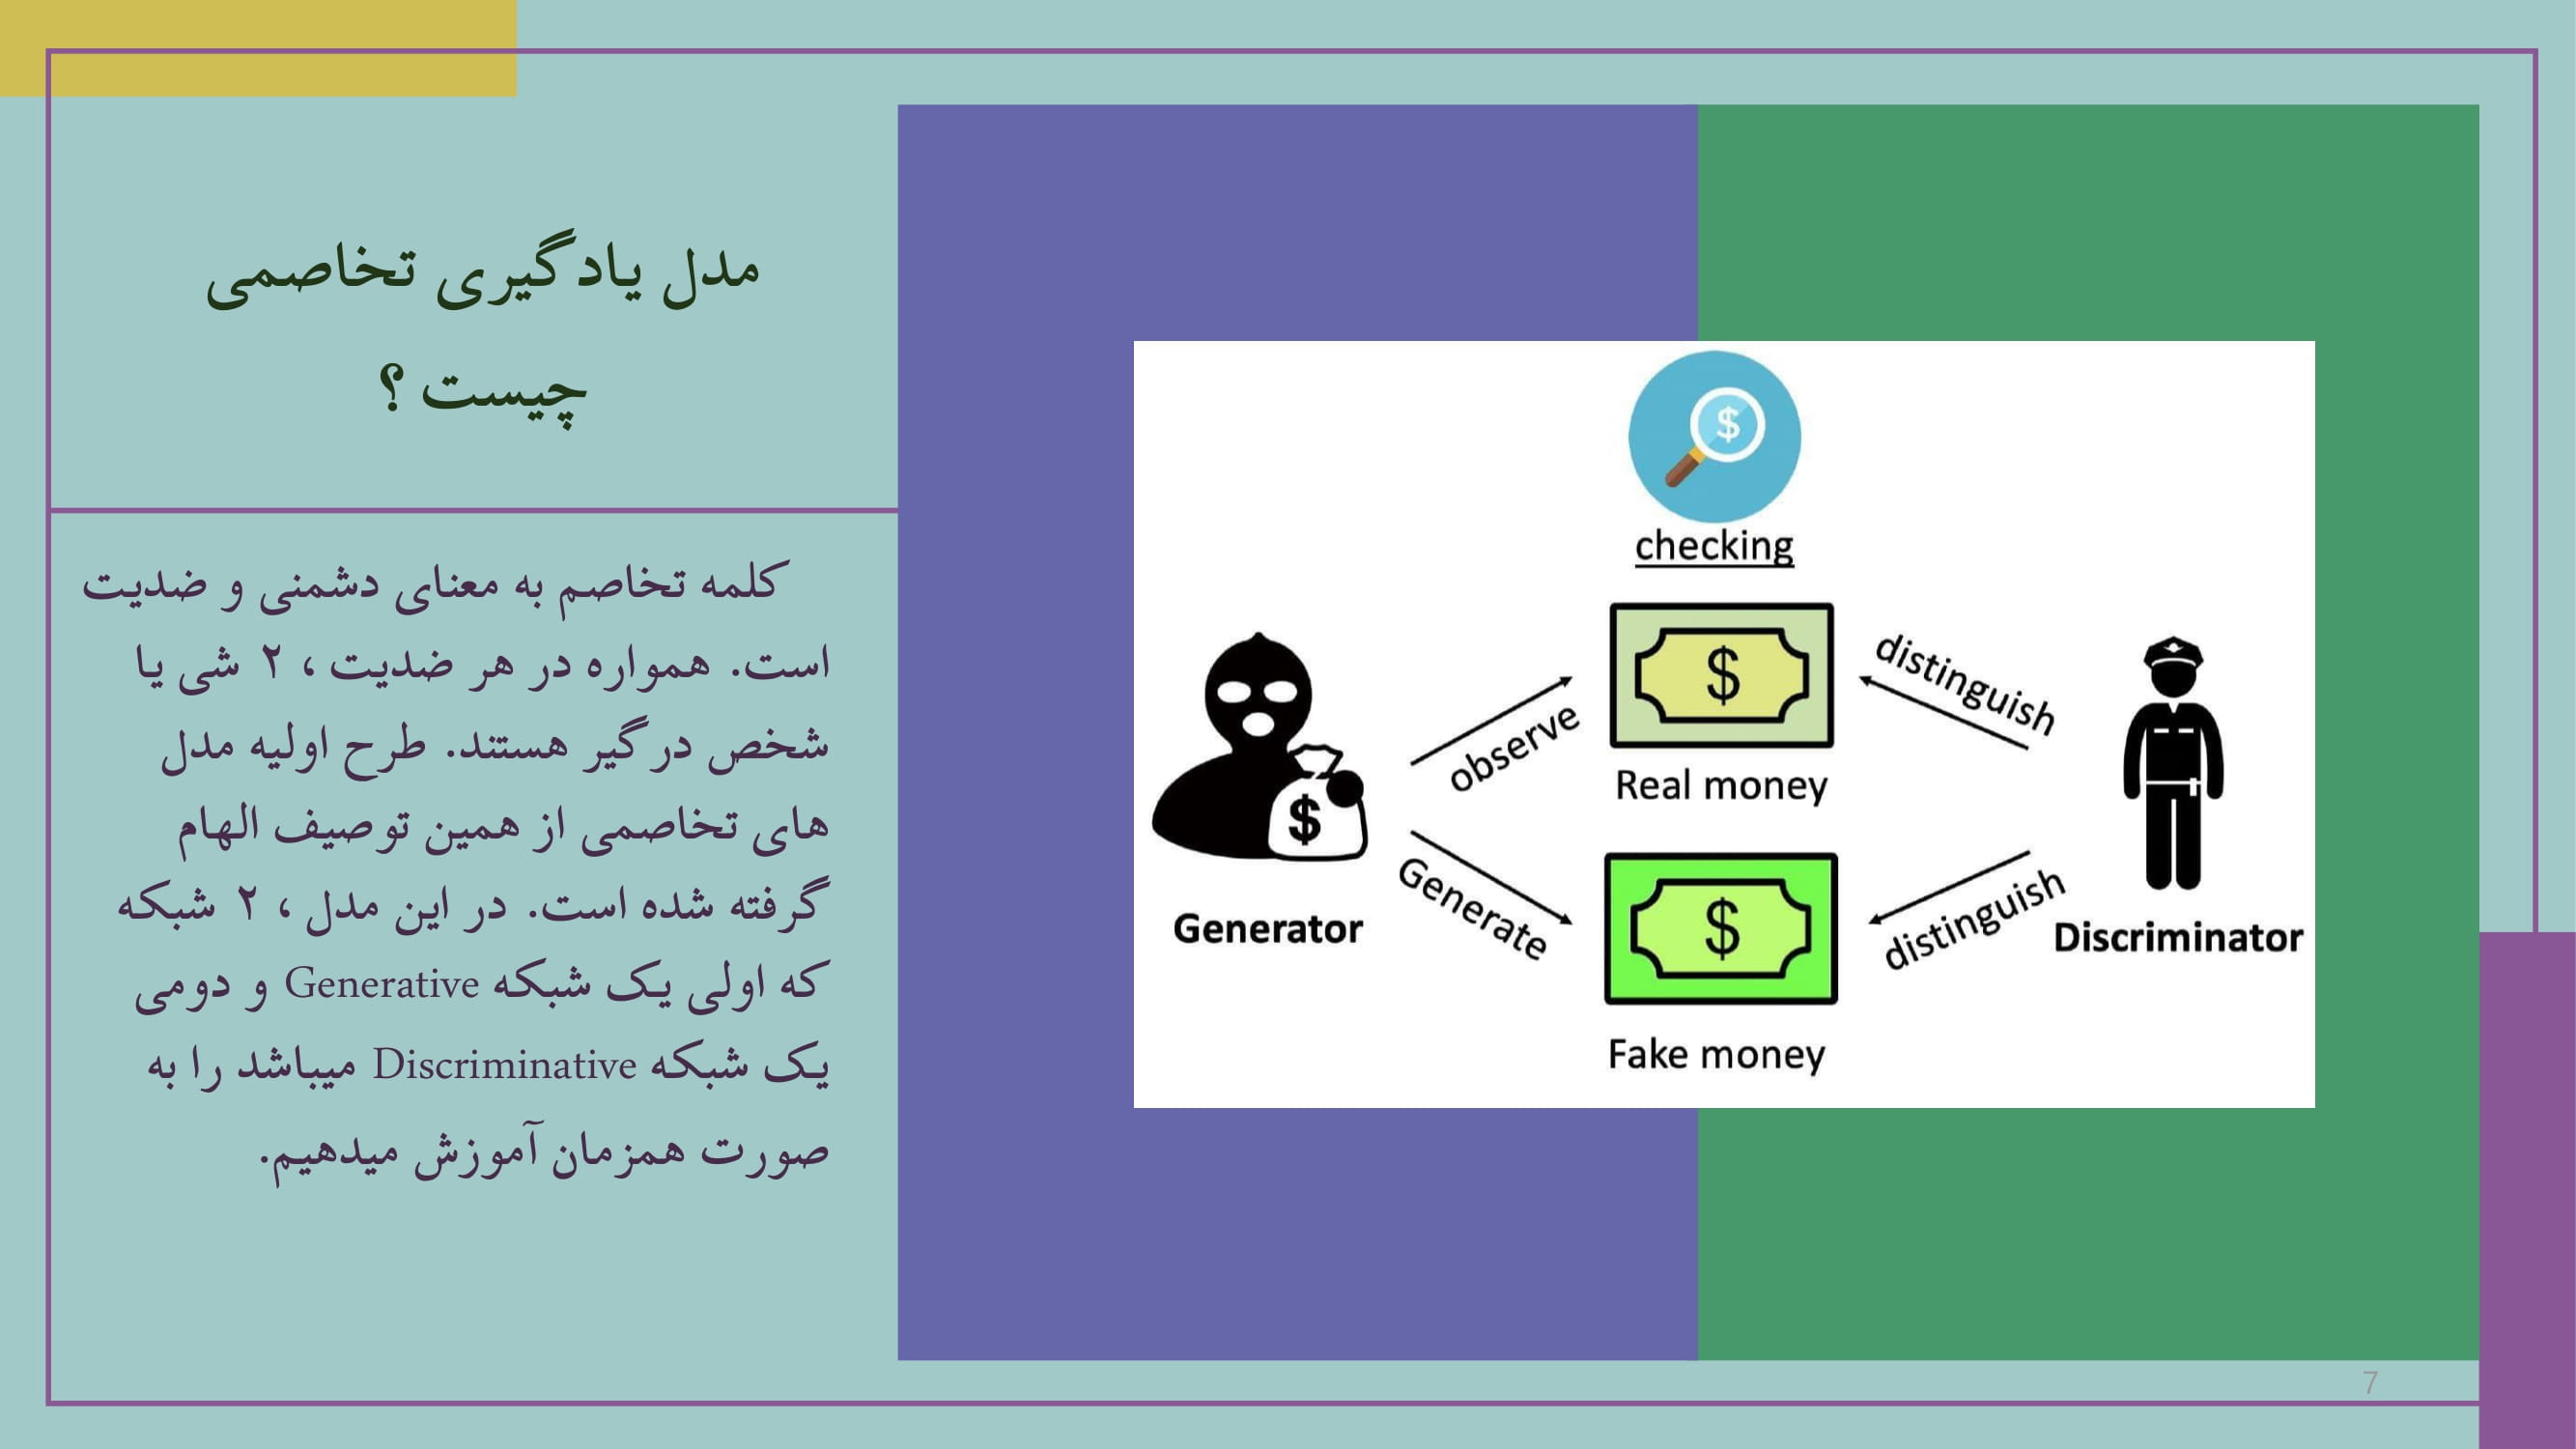 مدل یادگیری تخاصمی
چیست ؟
کلمه تخاصم به معنای دشمنی و ضدیت
است. همواره در هر ضدیت ، ۲ شی یا
شخص درگیر هستند. طرح اولیه مدل
های تخاصمی از همین توصیف الهام
گرفته شده است. در این مدل ، ۲ شبکه
که اولی یک شبکه Generative و دومی
یک شبکه Discriminative میباشد را به
صورت همزمان آموزش میدهیم.
$
checking
$
distinguish
observe
Real money
$
Generate
$
distinguish
Generator
Discriminator
Fake money
7